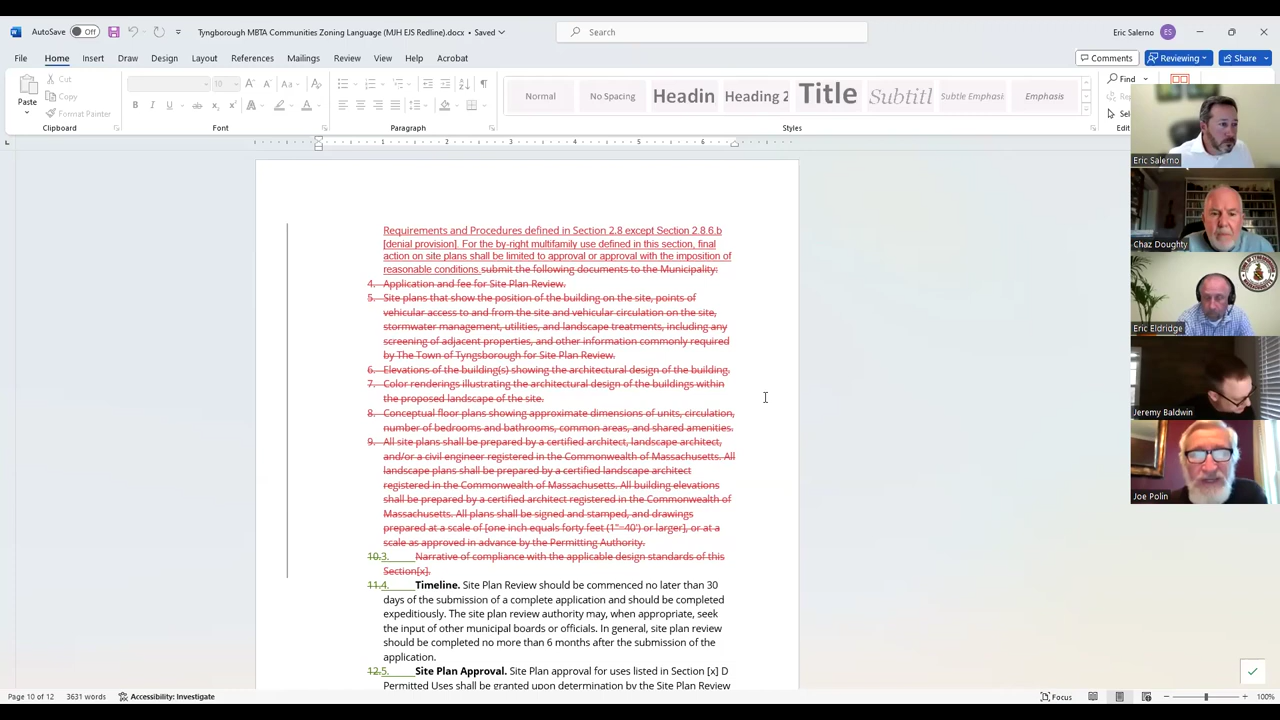 AutoSave Off Tyngborough MBTA Communities Zoning Language (MJH EJS Redline).docx • Saved Search Eric Salerno ES
File Home Insert Draw Design Layout References Mailings Review View Help Acrobat Comments Reviewing Share
Paste Cut Copy Format Painter
10 Aa
Normal No Spacing Headin Heading 2 Title Subtitl Subtle Emphasis Emphasis
Find
Clipboard Font Paragraph Styles
1 2 3 4 5 6
Requirements and Procedures defined in Section 2.8 except Section 2.8.6.b
[denial provision]. For the by-right multifamily use defined in this section, final
action on site plans shall be limited to approval or approval with the imposition of
reasonable conditions submit the following documents to the Municipality:
4. Application and fee for Site Plan Review.
5. Site plans that show the position of the building on the site, points of
vehicular access to and from the site and vehicular circulation on the site,
stormwater management, utilities, and landscape treatments, including any
screening of adjacent properties, and other information commonly required
by The Town of Tyngsborough for Site Plan Review.
6. Elevations of the building(s) showing the architectural design of the building.
7. Color renderings illustrating the architectural design of the buildings within
the proposed landscape of the site.
8. Conceptual floor plans showing approximate dimensions of units, circulation,
number of bedrooms and bathrooms, common areas, and shared amenities.
9. All site plans shall be prepared by a certified architect, landscape architect,
and/or a civil engineer registered in the Commonwealth of Massachusetts. All
landscape plans shall be prepared by a certified landscape architect
registered in the Commonwealth of Massachusetts. All building elevations
shall be prepared by a certified architect registered in the Commonwealth of
Massachusetts. All plans shall be signed and stamped, and drawings
prepared at a scale of [one inch equals forty feet (1"=40') or larger], or at a
scale as approved in advance by the Permitting Authority.
10.3. Narrative of compliance with the applicable design standards of this
Section[x].
11.4. Timeline. Site Plan Review should be commenced no later than 30
days of the submission of a complete application and should be completed
expeditiously. The site plan review authority may, when appropriate, seek
the input of other municipal boards or officials. In general, site plan review
should be completed no more than 6 months after the submission of the
application.
12.5. Site Plan Approval. Site Plan approval for uses listed in Section [x] D
Permitted Uses shall be granted upon determination by the Site Plan Review
Eric Salerno
Chaz Doughty
Eric Eldridge
Jeremy Baldwin
Joe Polin
Page 10 of 12 3631 words Accessibility: Investigate Focus 100%